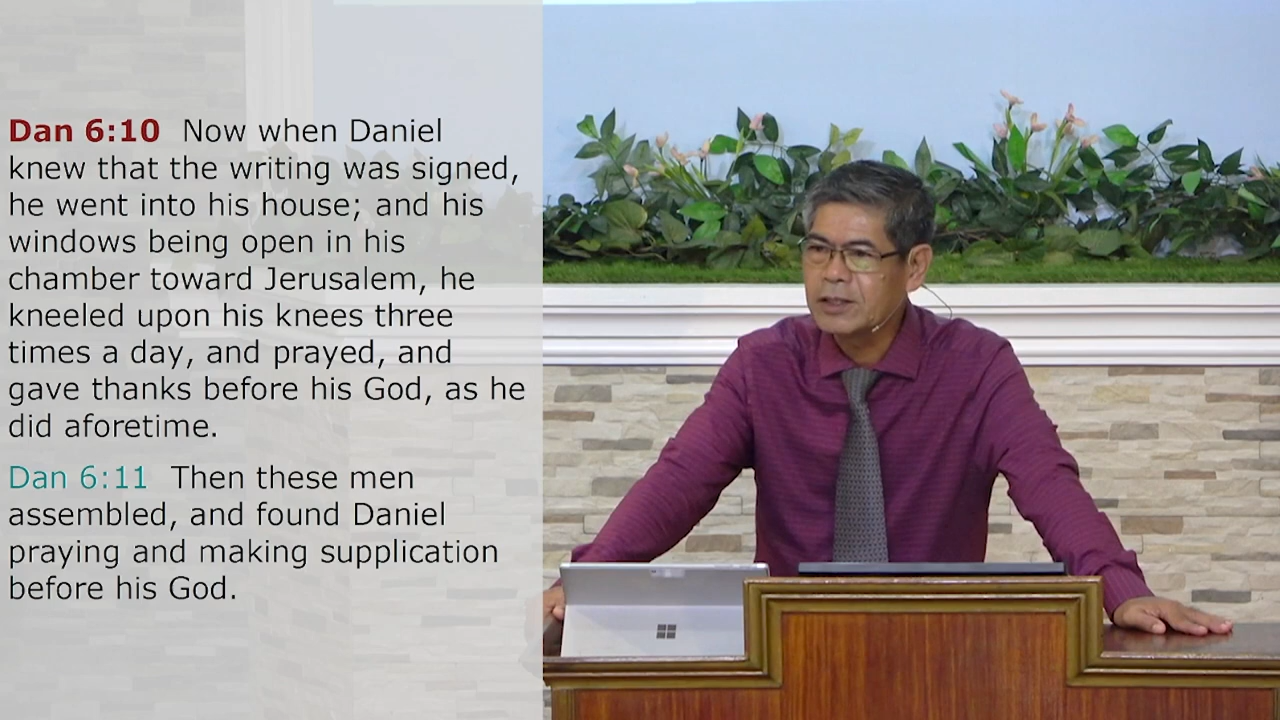 Dan 6:10 Now when Daniel
knew that the writing was signed,
he went into his house; and his
windows being open in his
chamber toward Jerusalem, he
kneeled upon his knees three
times a day, and prayed, and
gave thanks before his God, as he
did aforetime.
Dan 6:11 Then these men
assembled, and found Daniel
praying and making supplication
before his God.